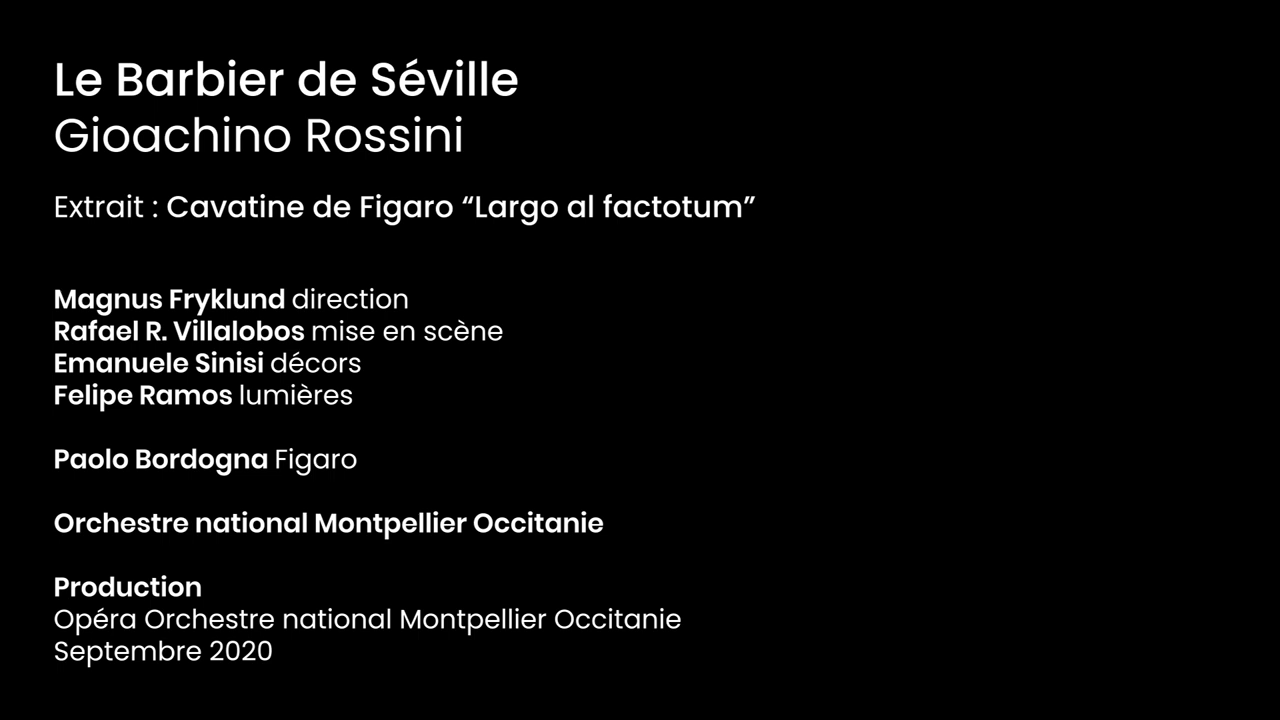 Le Barbier de Séville
Gioachino Rossini
Extrait : Cavatine de Figaro “Largo al factotum”
Magnus Fryklund direction
Rafael R. Villalobos mise en scène
Emanuele Sinisi décors
Felipe Ramos lumières
Paolo Bordogna Figaro
Orchestre national Montpellier Occitanie
Production
Opéra Orchestre national Montpellier Occitanie
Septembre 2020